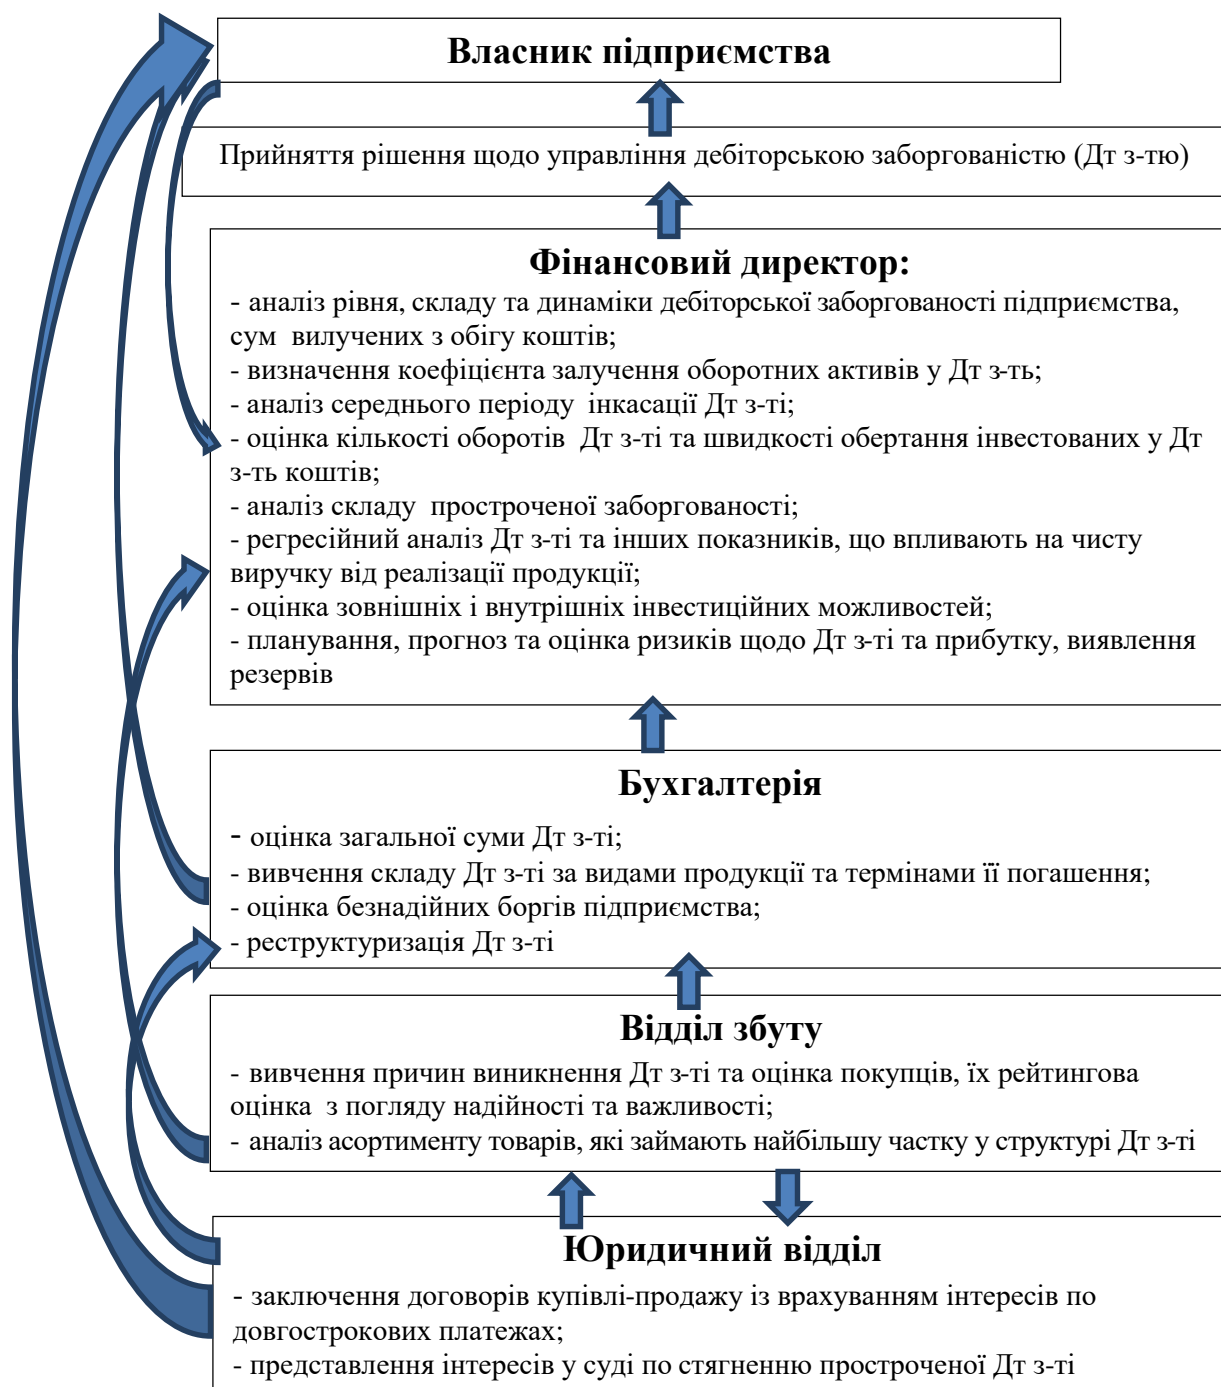 Власник підприємства
Прийняття рішення щодо управління дебіторською заборгованістю (Дт з-тю)
Фінансовий директор:
- аналіз рівня, складу та динаміки дебіторської заборгованості підприємства,
сум вилучених з обігу коштів;
- визначення коефіцієнта залучення оборотних активів у Дт з-ть;
- аналіз середнього періоду інкасації Дт з-ті;
- оцінка кількості оборотів Дт з-ті та швидкості обертання інвестованих у Дт
з-ть коштів;
- аналіз складу простроченої заборгованості;
- регресійний аналіз Дт з-ті та інших показників, що впливають на чисту
виручку від реалізації продукції;
- оцінка зовнішніх і внутрішніх інвестиційних можливостей;
- планування, прогноз та оцінка ризиків щодо Дт з-ті та прибутку, виявлення
резервів
Бухгалтерія
- оцінка загальної суми Дт з-ті;
- вивчення складу Дт з-ті за видами продукції та термінами її погашення;
- оцінка безнадійних боргів підприємства;
- реструктуризація Дт з-ті
Відділ збуту
- вивчення причин виникнення Дт з-ті та оцінка покупців, їх рейтингова
оцінка з погляду надійності та важливості;
- аналіз асортименту товарів, які займають найбільшу частку у структурі Дт з-ті
Юридичний відділ
- заключення договорів купівлі-продажу із врахуванням інтересів по
довгострокових платежах;
- представлення інтересів у суді по стягненню простроченої Дт з-ті